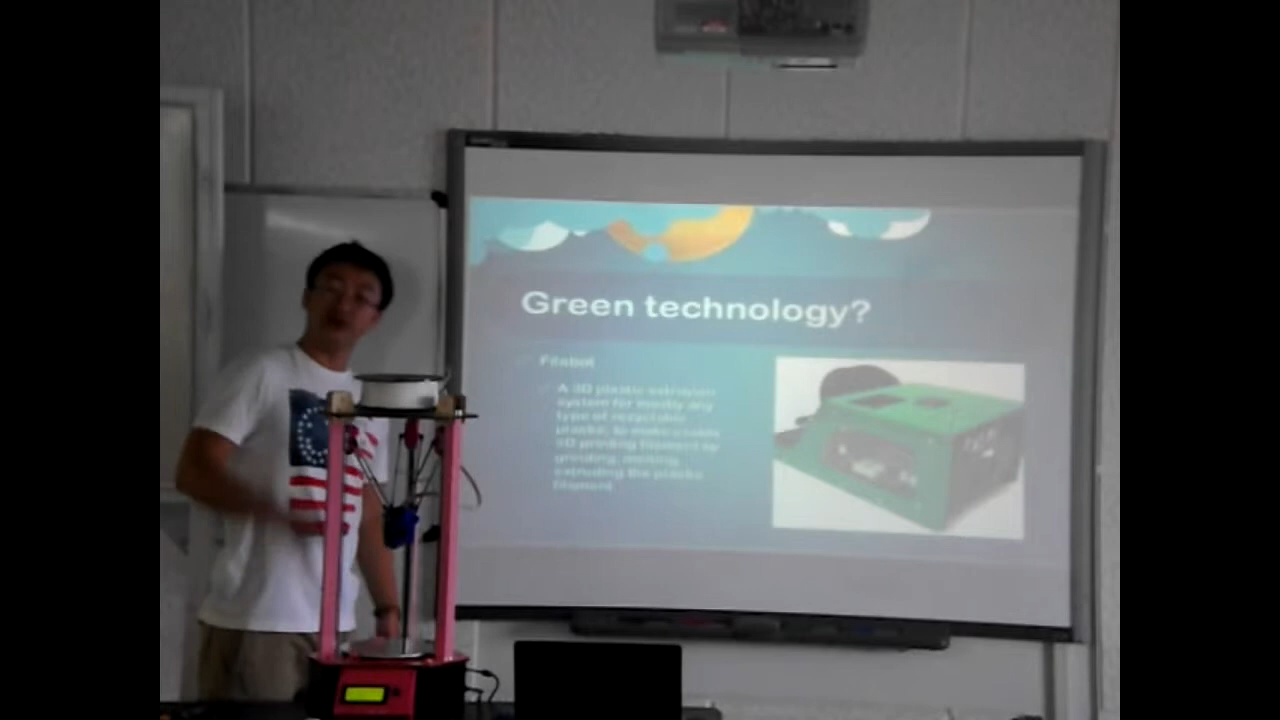 Green technology?
Filabot
A 3D plastic extrusion
system for mostly any
type of recyclable
plastic, to make usable
3D printing filament by
grinding, melting,
extruding the plastic
filament